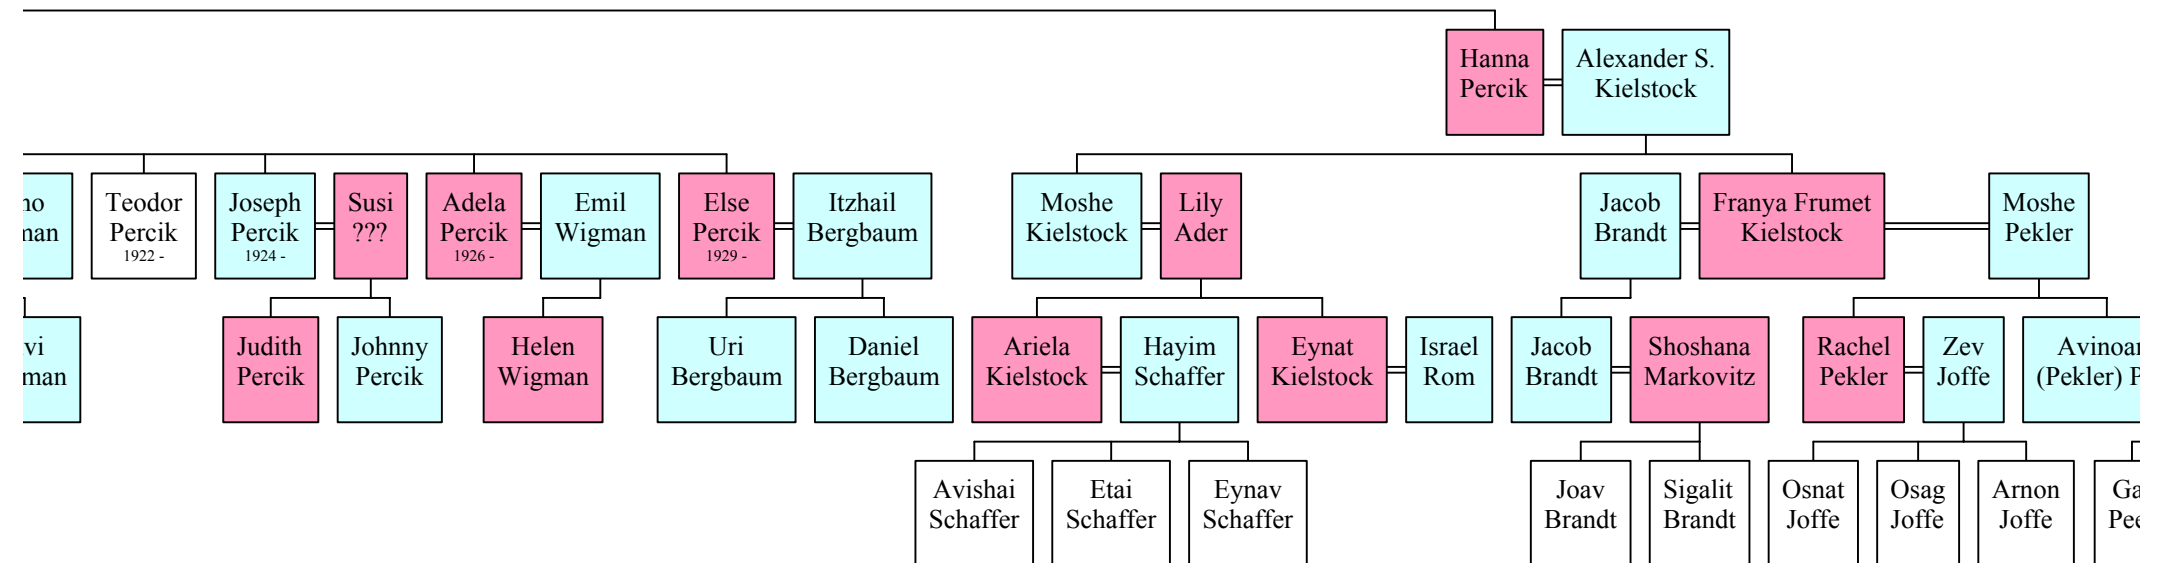 Hanna
Percik
Alexander S.
Kielstock
Teodor
Percik
1922 -
Joseph
Percik
1924 -
Susi
???
Adela
Percik
1926 -
Emil
Wigman
Else
Percik
1929 -
Itzhail
Bergbaum
Moshe
Kielstock
Lily
Ader
Jacob
Brandt
Franya Frumet
Kielstock
Moshe
Pekler
Judith
Percik
Johnny
Percik
Helen
Wigman
Uri
Bergbaum
Daniel
Bergbaum
Ariela
Kielstock
Hayim
Schaffer
Eynat
Kielstock
Israel
Rom
Jacob
Brandt
Shoshana
Markovitz
Rachel
Pekler
Zev
Joffe
(Pekler)
Avishai
Schaffer
Etai
Schaffer
Eynav
Schaffer
Joav
Brandt
Sigalit
Brandt
Osnat
Joffe
Osag
Joffe
Arnon
Joffe